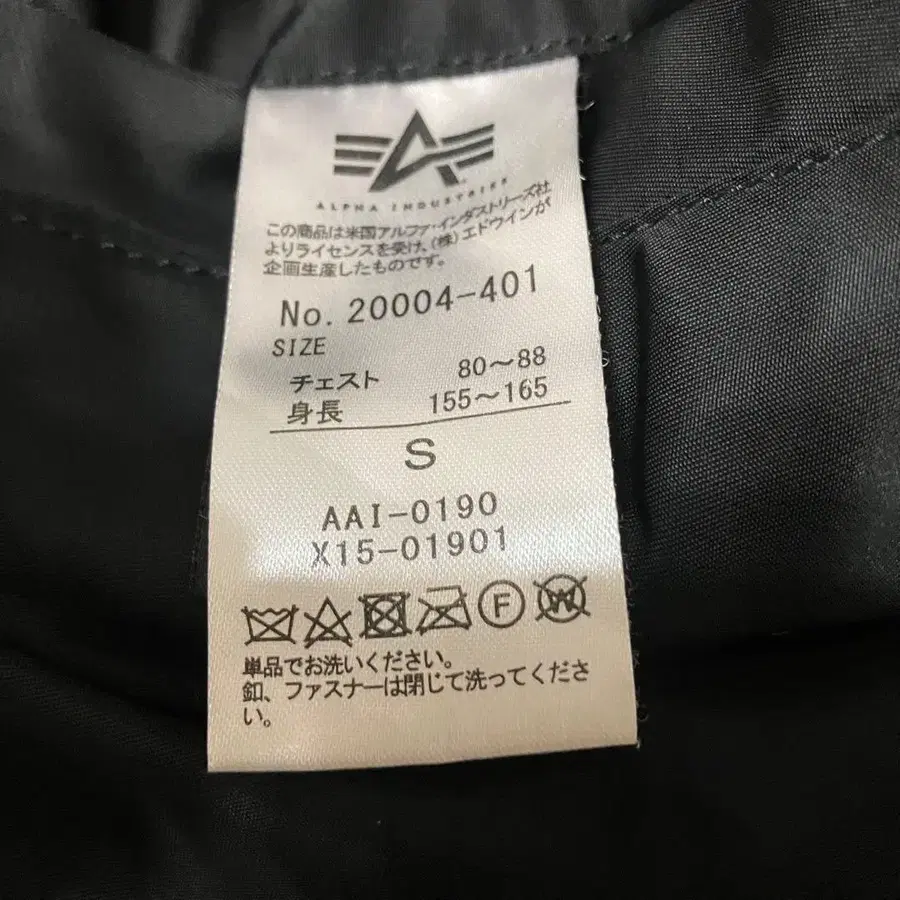 ALPHA INDUSTRIES
この商品は米国アルファ・インダストリーズ社
よりライセンスを受け、(株)エドウインが
企画生産したものです。
No. 20004-401
SIZE
チェスト 80〜88
身長 155〜165
S
AAI-0190
X15-01901
F W
単品でお洗いください。
釦、ファスナーは閉じて洗ってくださ
い。